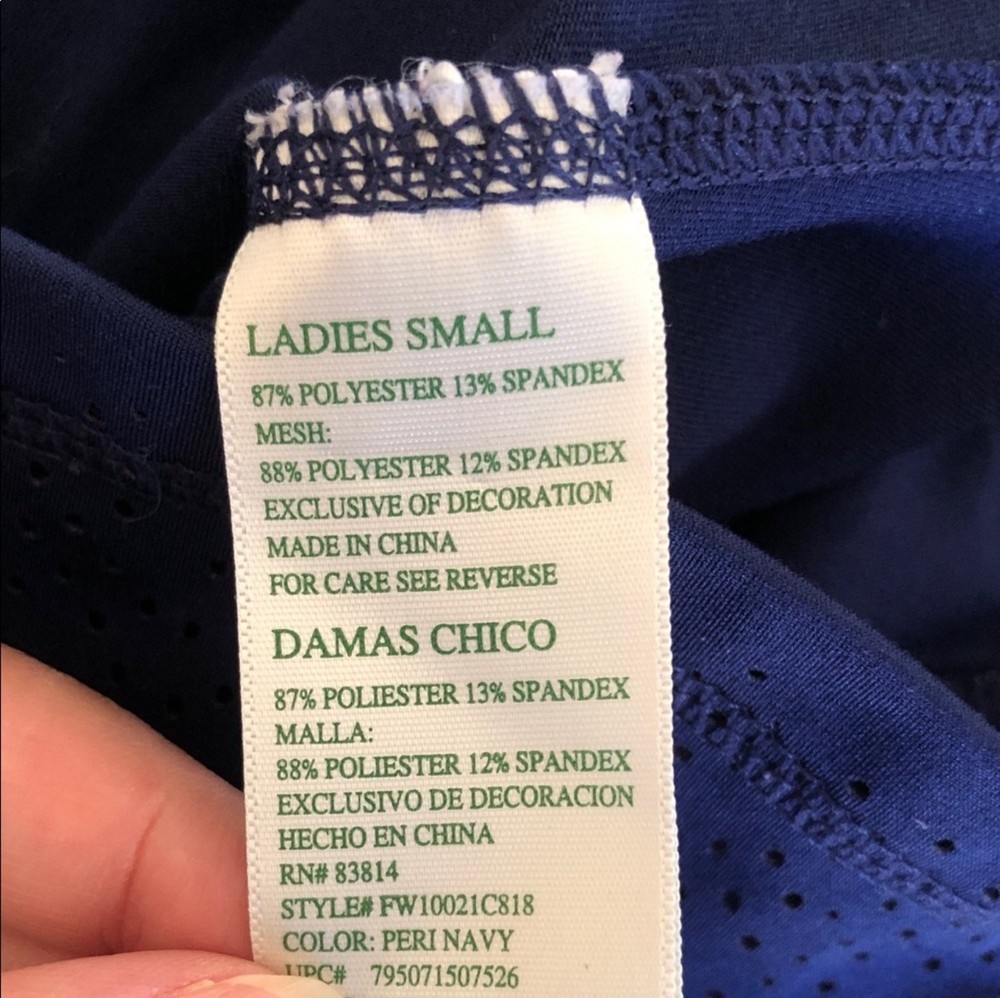 LADIES SMALL
87% POLYESTER 13% SPANDEX
MESH:
88% POLYESTER 12% SPANDEX
EXCLUSIVE OF DECORATION
MADE IN CHINA
FOR CARE SEE REVERSE
DAMAS CHICO
87% POLIESTER 13% SPANDEX
MALLA:
88% POLIESTER 12% SPANDEX
EXCLUSIVO DE DECORACION
HECHO EN CHINA
RN# 83814
STYLE# FW10021C818
COLOR: PERI NAVY
UPC# 795071507526